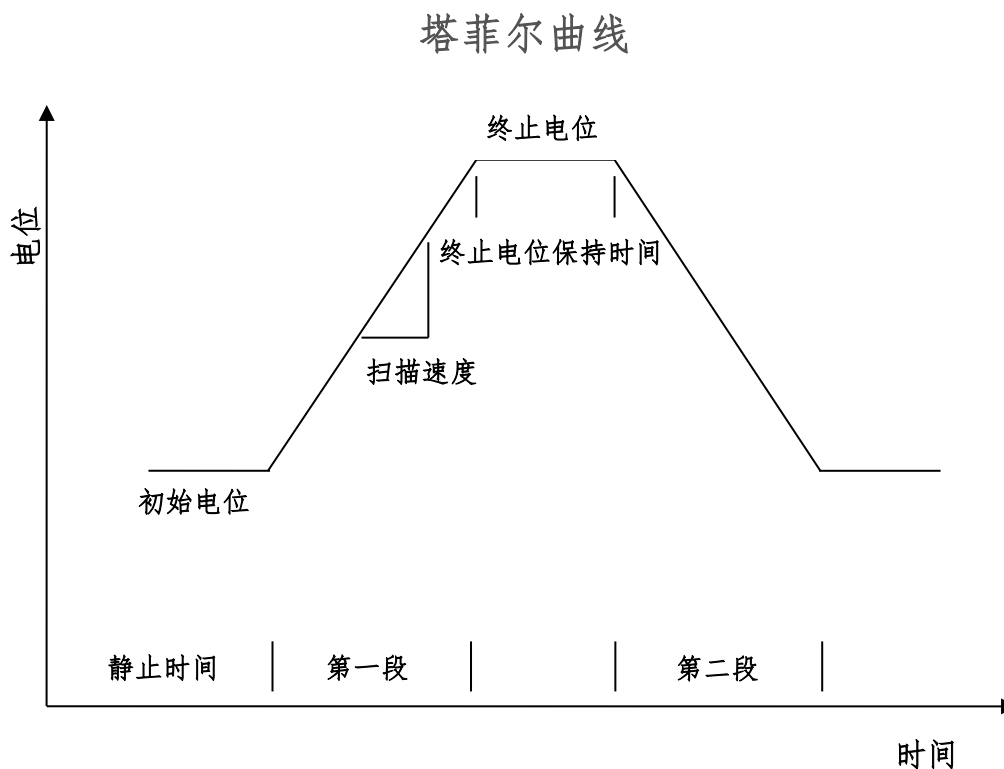 塔菲尔曲线
终止电位
电位
终止电位保持时间
扫描速度
初始电位
静止时间
第一段
第二段
时间